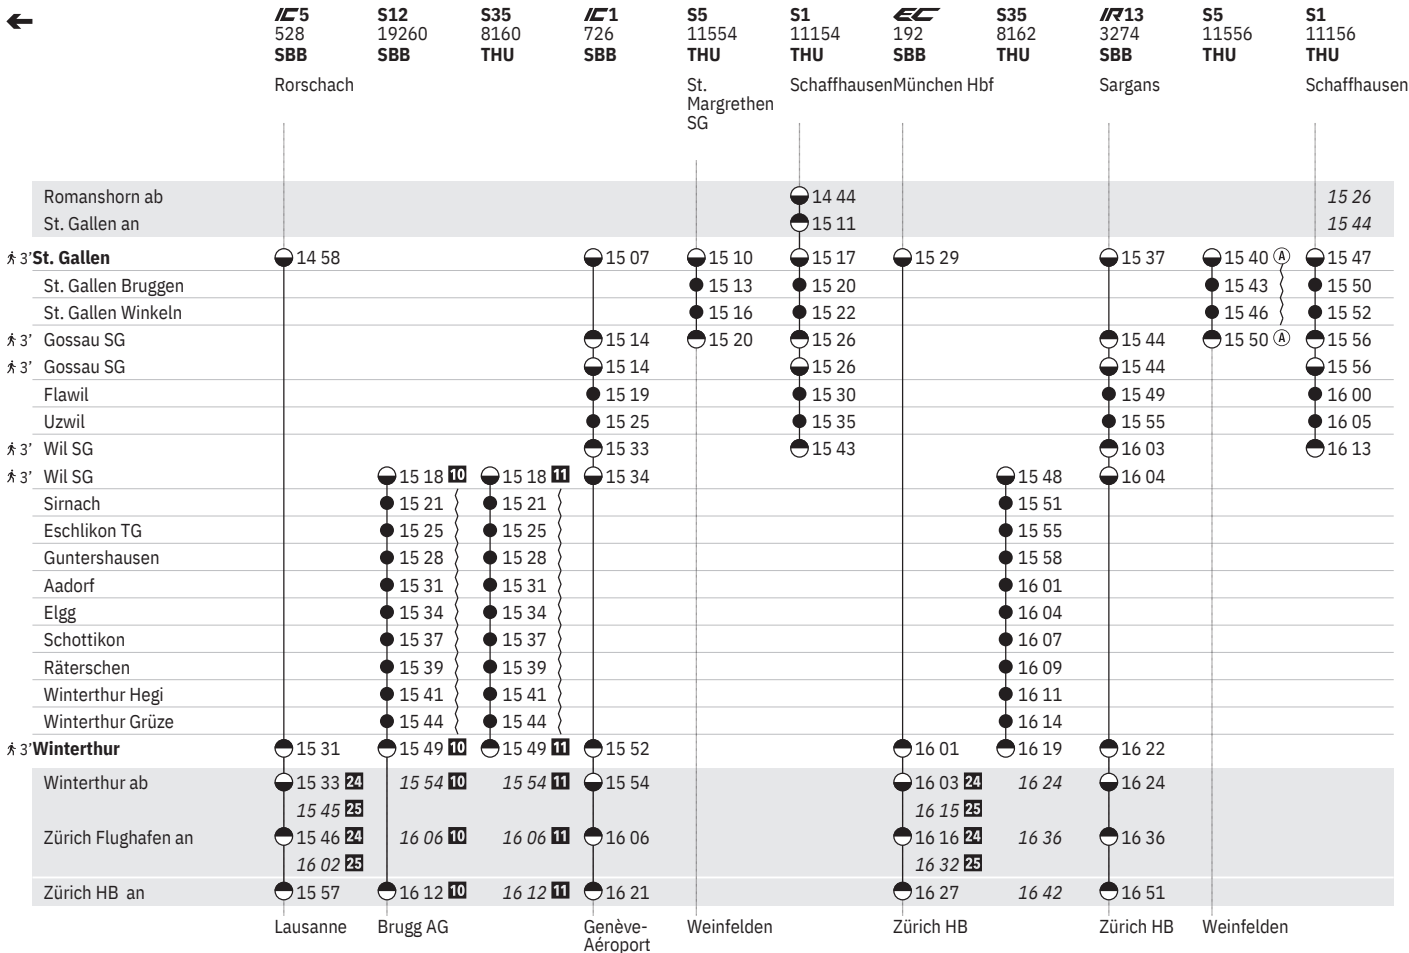 IC5 S12 S35 IC1 S5 S1 EC S35 IR13 S5 S1
528 19260 8160 726 11554 11154 192 8162 3274 11556 11156
SBB SBB THU SBB THU THU SBB THU SBB THU THU
Rorschach St. Schaffhausen München Hbf Sargans Schaffhausen
Margrethen
SG
Romanshorn ab 14 44 15 26
St. Gallen an 15 11 15 44
3' St. Gallen 14 58 15 07 15 10 15 17 15 29 15 37 15 40 A 15 47
St. Gallen Bruggen 15 13 15 20 15 43 15 50
St. Gallen Winkeln 15 16 15 22 15 46 15 52
3' Gossau SG 15 14 15 20 15 26 15 44 15 50 A 15 56
3' Gossau SG 15 14 15 26 15 44 15 56
Flawil 15 19 15 30 15 49 16 00
Uzwil 15 25 15 35 15 55 16 05
3' Wil SG 15 33 15 43 16 03 16 13
3' Wil SG 15 18 10 15 18 11 15 34 15 48 16 04
Sirnach 15 21 15 21 15 51
Eschlikon TG 15 25 15 25 15 55
Guntershausen 15 28 15 28 15 58
Aadorf 15 31 15 31 16 01
Elgg 15 34 15 34 16 04
Schottikon 15 37 15 37 16 07
Räterschen 15 39 15 39 16 09
Winterthur Hegi 15 41 15 41 16 11
Winterthur Grüze 15 44 15 44 16 14
3' Winterthur 15 31 15 49 10 15 49 11 15 52 16 01 16 19 16 22
Winterthur ab 15 33 24 15 54 10 15 54 11 15 54 16 03 24 16 24 16 24
15 45 25 16 15 25
Zürich Flughafen an 15 46 24 16 06 10 16 06 11 16 06 16 16 24 16 36 16 36
16 02 25 16 32 25
Zürich HB an 15 57 16 12 10 16 12 11 16 21 16 27 16 42 16 51
Lausanne Brugg AG Genève- Weinfelden Zürich HB Zürich HB Weinfelden
Aéroport